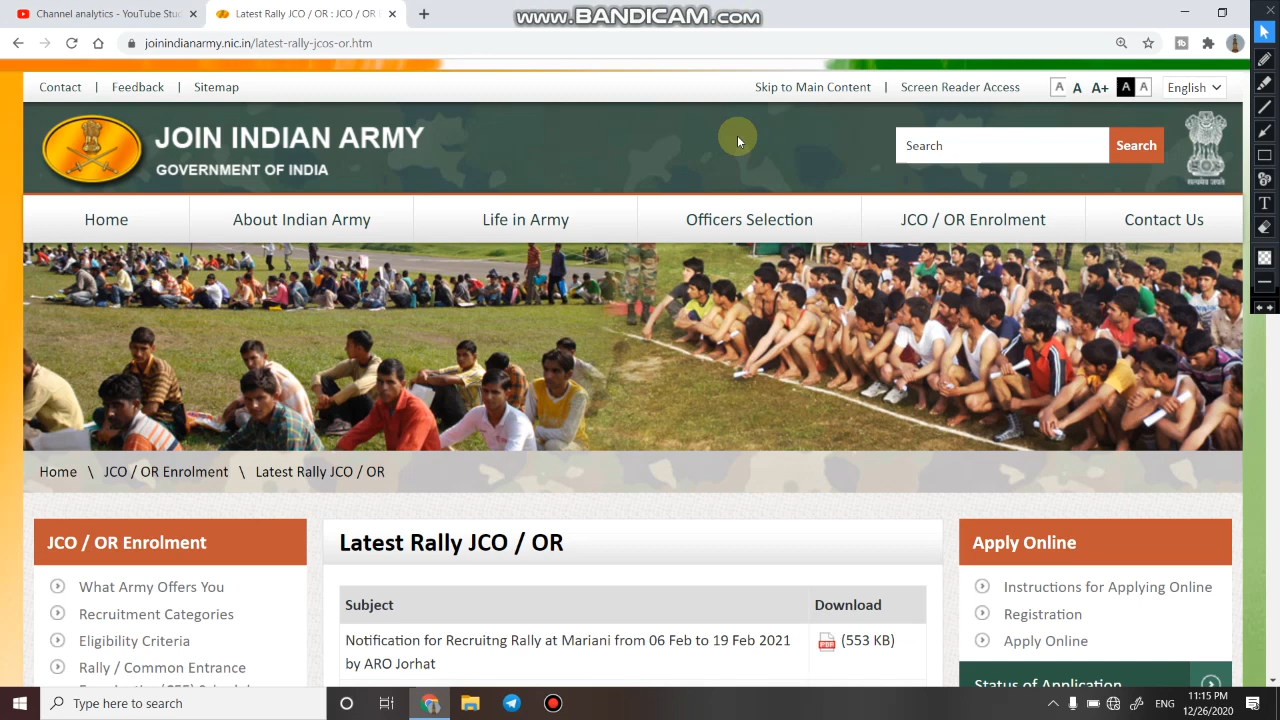 www.BANDICAM.com
Channel analytics - YouTube Stu
Latest Rally JCO / OR : JCO / OR
joinindianarmy.nic.in/latest-rally-jcos-or.htm
Contact | Feedback | Sitemap
Skip to Main Content | Screen Reader Access
A A A+ A A English
JOIN INDIAN ARMY
GOVERNMENT OF INDIA
Search Search
सत्यमेव जयते
Home About Indian Army Life in Army Officers Selection JCO / OR Enrolment Contact Us
Home \ JCO / OR Enrolment \ Latest Rally JCO / OR
JCO / OR Enrolment
What Army Offers You
Recruitment Categories
Eligibility Criteria
Rally / Common Entrance
Latest Rally JCO / OR
Subject Download
Notification for Recruitng Rally at Mariani from 06 Feb to 19 Feb 2021
by ARO Jorhat
PDF (553 KB)
Apply Online
Instructions for Applying Online
Registration
Apply Online
Status of Application
Type here to search
ENG
11:15 PM
12/26/2020